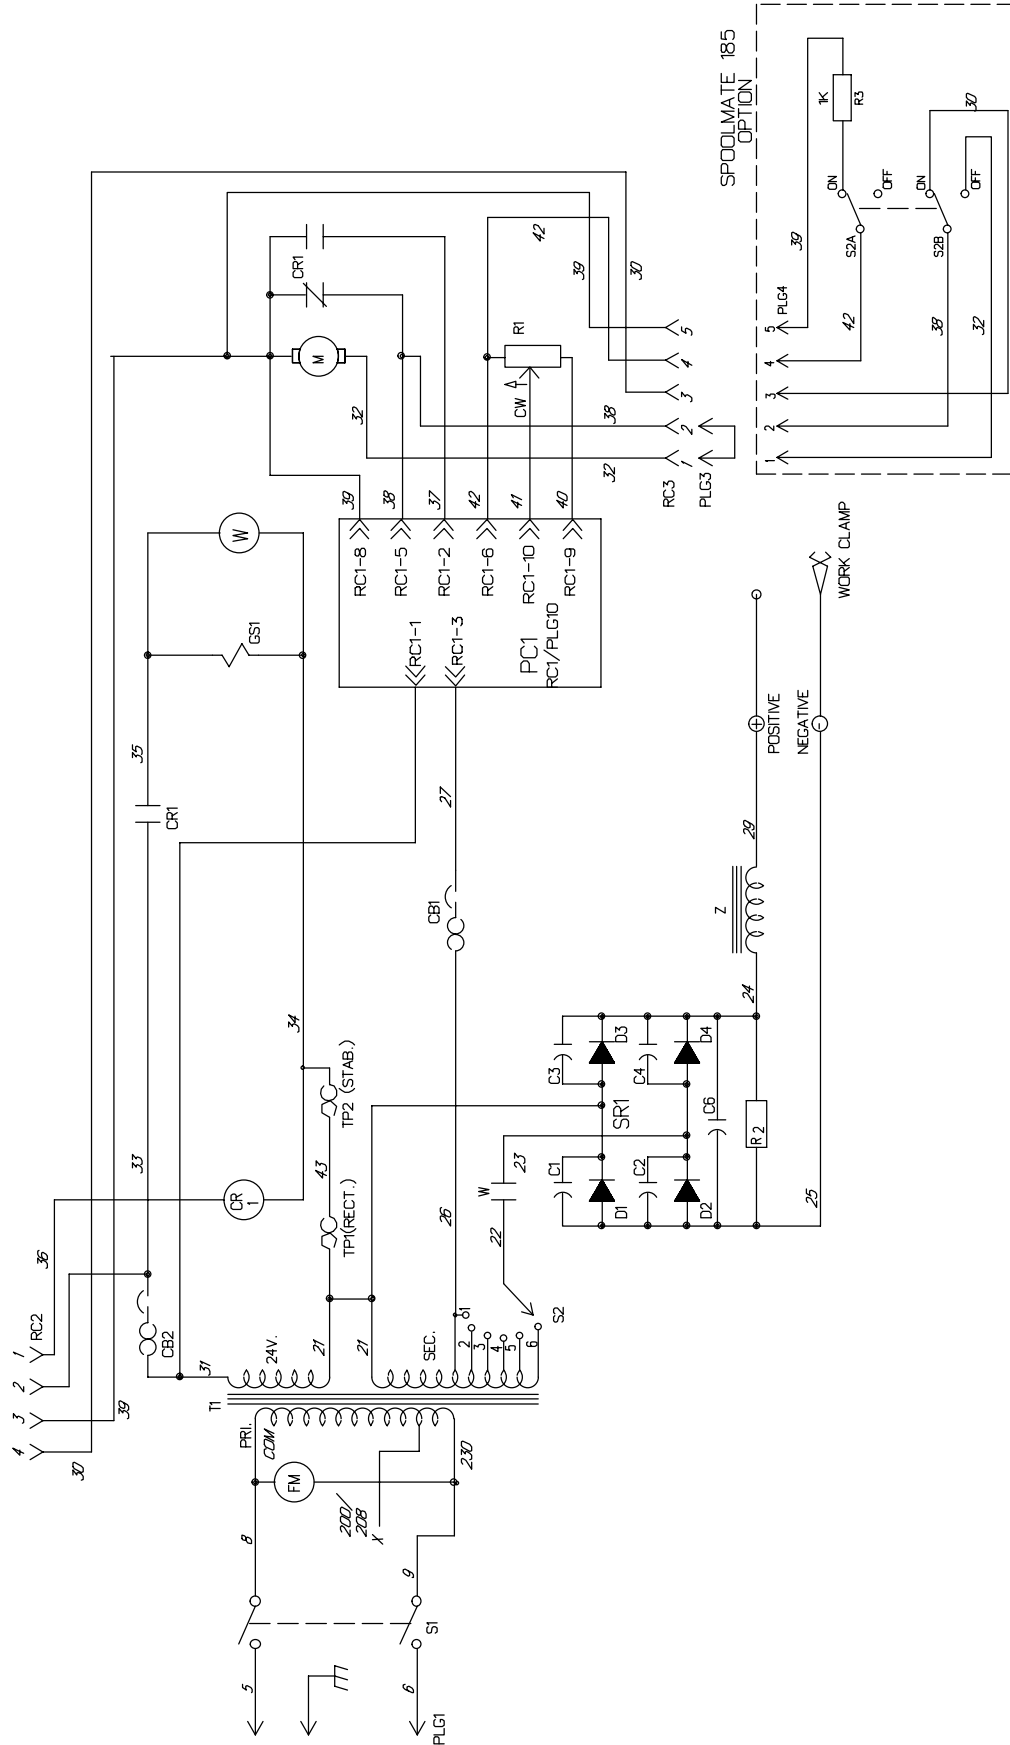 SPOOLMATE 185
OPTION
1K
R3
39
30
ON
OFF
ON
OFF
S2A
S2B
PLG4
42
38
32
5
4
3
2
1
42
39
30
CR1
M
R1
CW
32
38
32
5
4
3
2
1
RC3
PLG3
39
38
37
42
41
40
RC1-8
RC1-5
RC1-2
RC1-6
RC1-10
RC1-9
RC1-1
RC1-3
PC1
RC1/PLG10
W
GS1
35
CR1
27
CB1
34
33
CR
1
TP2 (STAB.)
43
TP1(RECT.)
26
36
RC2
1
2
3
4
CB2
31
39
30
24V.
21
21
SEC.
T1
PRI.
COM
FM
200/
208
X
230
1
2
3
4
5
6
S2
22
W
23
C1
C2
C3
C4
D1
D2
D3
D4
SR1
C6
R2
25
24
Z
29
POSITIVE
+
NEGATIVE
-
WORK CLAMP
8
9
S1
5
6
PLG1